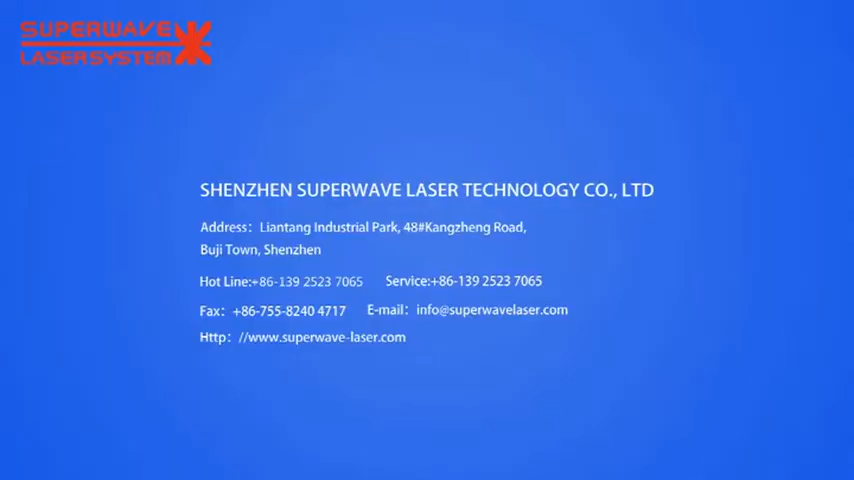 SUPERWAVE
LASER SYSTEM
SHENZHEN SUPERWAVE LASER TECHNOLOGY CO., LTD
Address：Liantang Industrial Park, 48#Kangzheng Road,
Buji Town, Shenzhen
Hot Line:+86-139 2523 7065 Service:+86-139 2523 7065
Fax：+86-755-8240 4717 E-mail：info@superwavelaser.com
Http：//www.superwave-laser.com